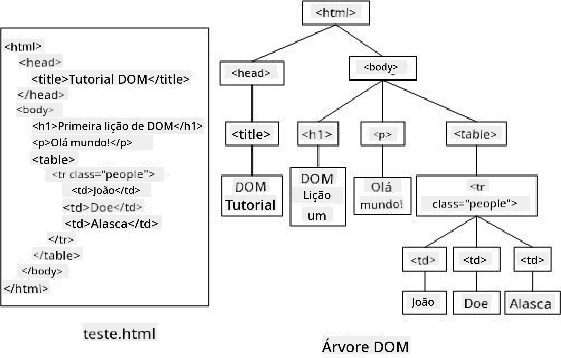 <html>
<head>
<title>Tutorial DOM</title>
</head>
<body>
<h1>Primeira lição de DOM</h1>
<p>Olá mundo!</p>
<table>
<tr class="people">
<td>João</td>
<td>Doe</td>
<td>Alasca</td>
</tr>
</table>
</body>
</html>
teste.html
<html>
<head>
<body>
<title>
<h1>
<p>
<table>
DOM
Tutorial
DOM
Lição
um
Olá
mundo!
<tr
class="people">
<td>
<td>
<td>
João
Doe
Alasca
Árvore DOM